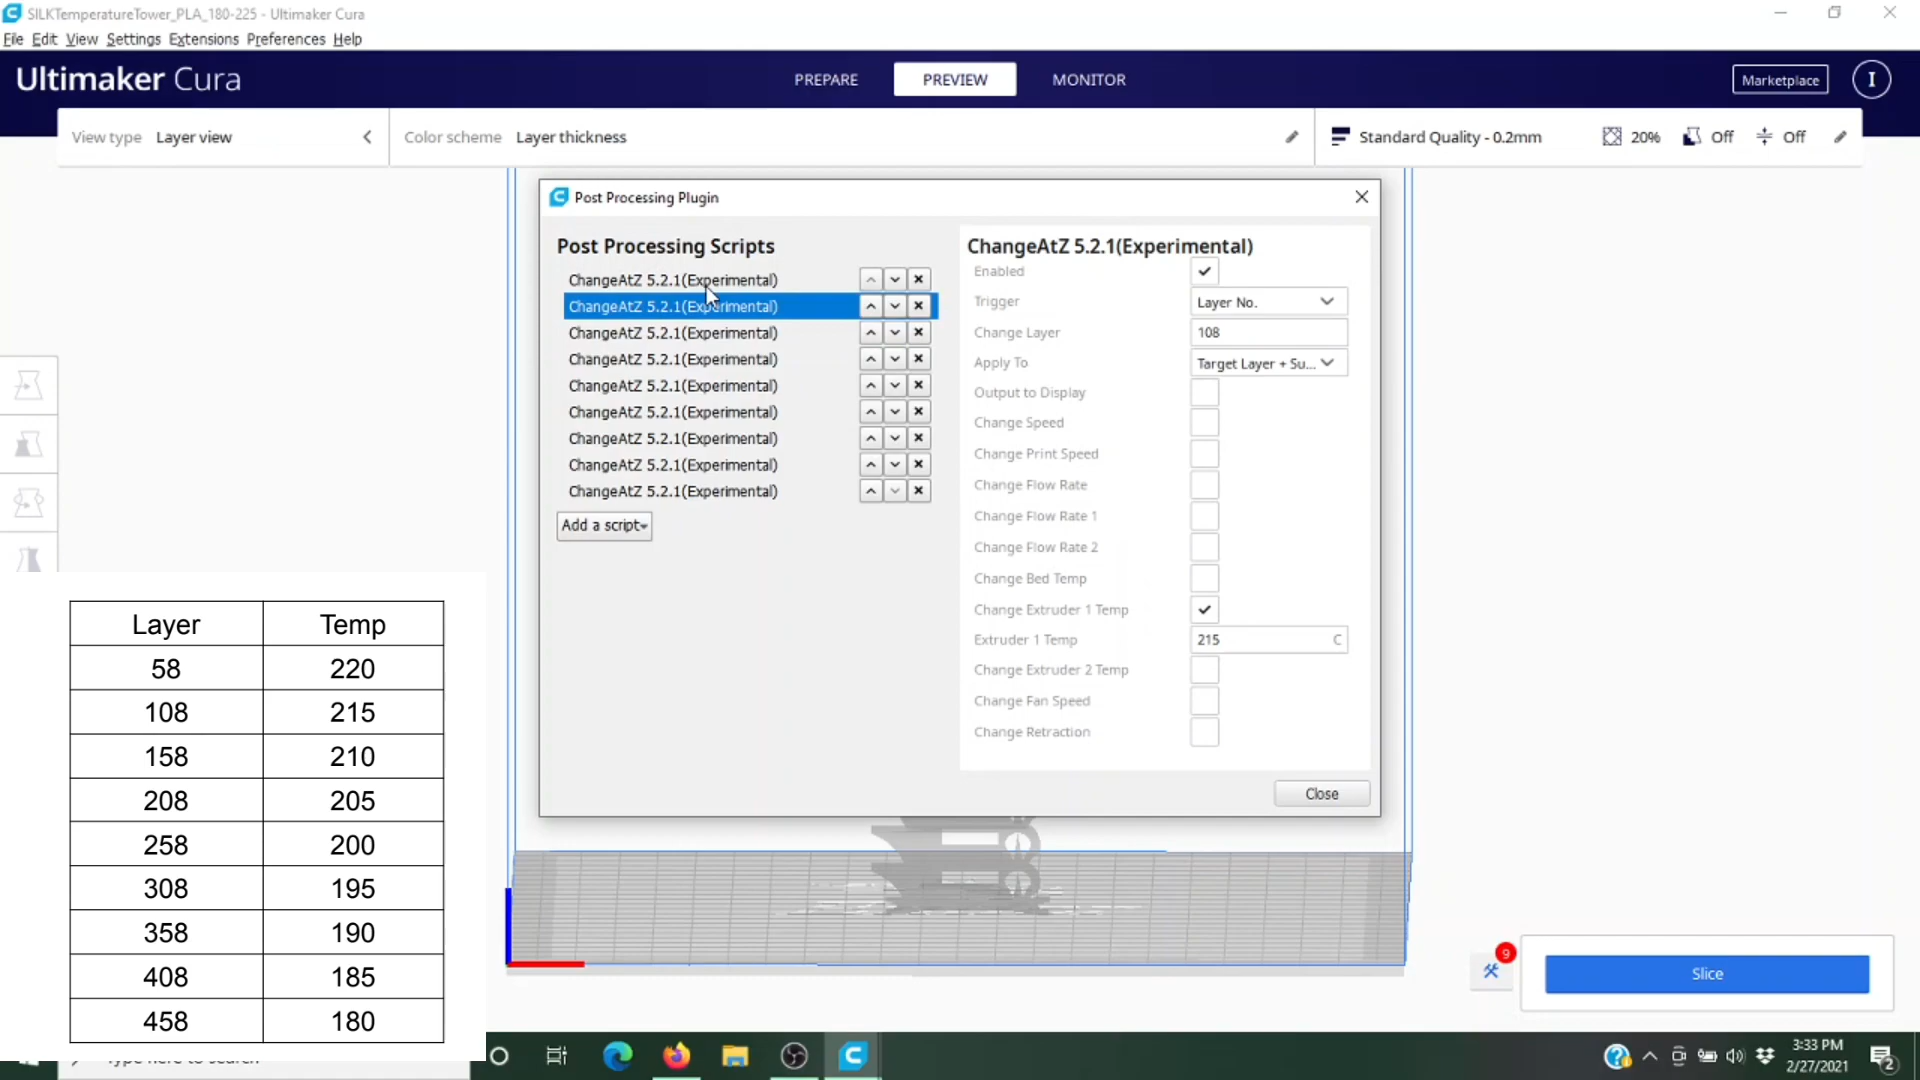 SILKTemperatureTower_PLA_180-225 - Ultimaker Cura
File Edit View Settings Extensions Preferences Help
Ultimaker Cura
PREPARE
PREVIEW
MONITOR
Marketplace
I
View type Layer view
Color scheme Layer thickness
Standard Quality - 0.2mm
20%
Off
Off
Post Processing Plugin
Post Processing Scripts
ChangeAtZ 5.2.1(Experimental)
ChangeAtZ 5.2.1(Experimental)
ChangeAtZ 5.2.1(Experimental)
ChangeAtZ 5.2.1(Experimental)
ChangeAtZ 5.2.1(Experimental)
ChangeAtZ 5.2.1(Experimental)
ChangeAtZ 5.2.1(Experimental)
ChangeAtZ 5.2.1(Experimental)
ChangeAtZ 5.2.1(Experimental)
Add a script
ChangeAtZ 5.2.1(Experimental)
Enabled
Trigger Layer No.
Change Layer 108
Apply To Target Layer + Su...
Output to Display
Change Speed
Change Print Speed
Change Flow Rate
Change Flow Rate 1
Change Flow Rate 2
Change Bed Temp
Change Extruder 1 Temp
Extruder 1 Temp 215 C
Change Extruder 2 Temp
Change Fan Speed
Change Retraction
Close
Layer Temp
58 220
108 215
158 210
208 205
258 200
308 195
358 190
408 185
458 180
9
Slice
Type here to search
3:33 PM
2/27/2021
2